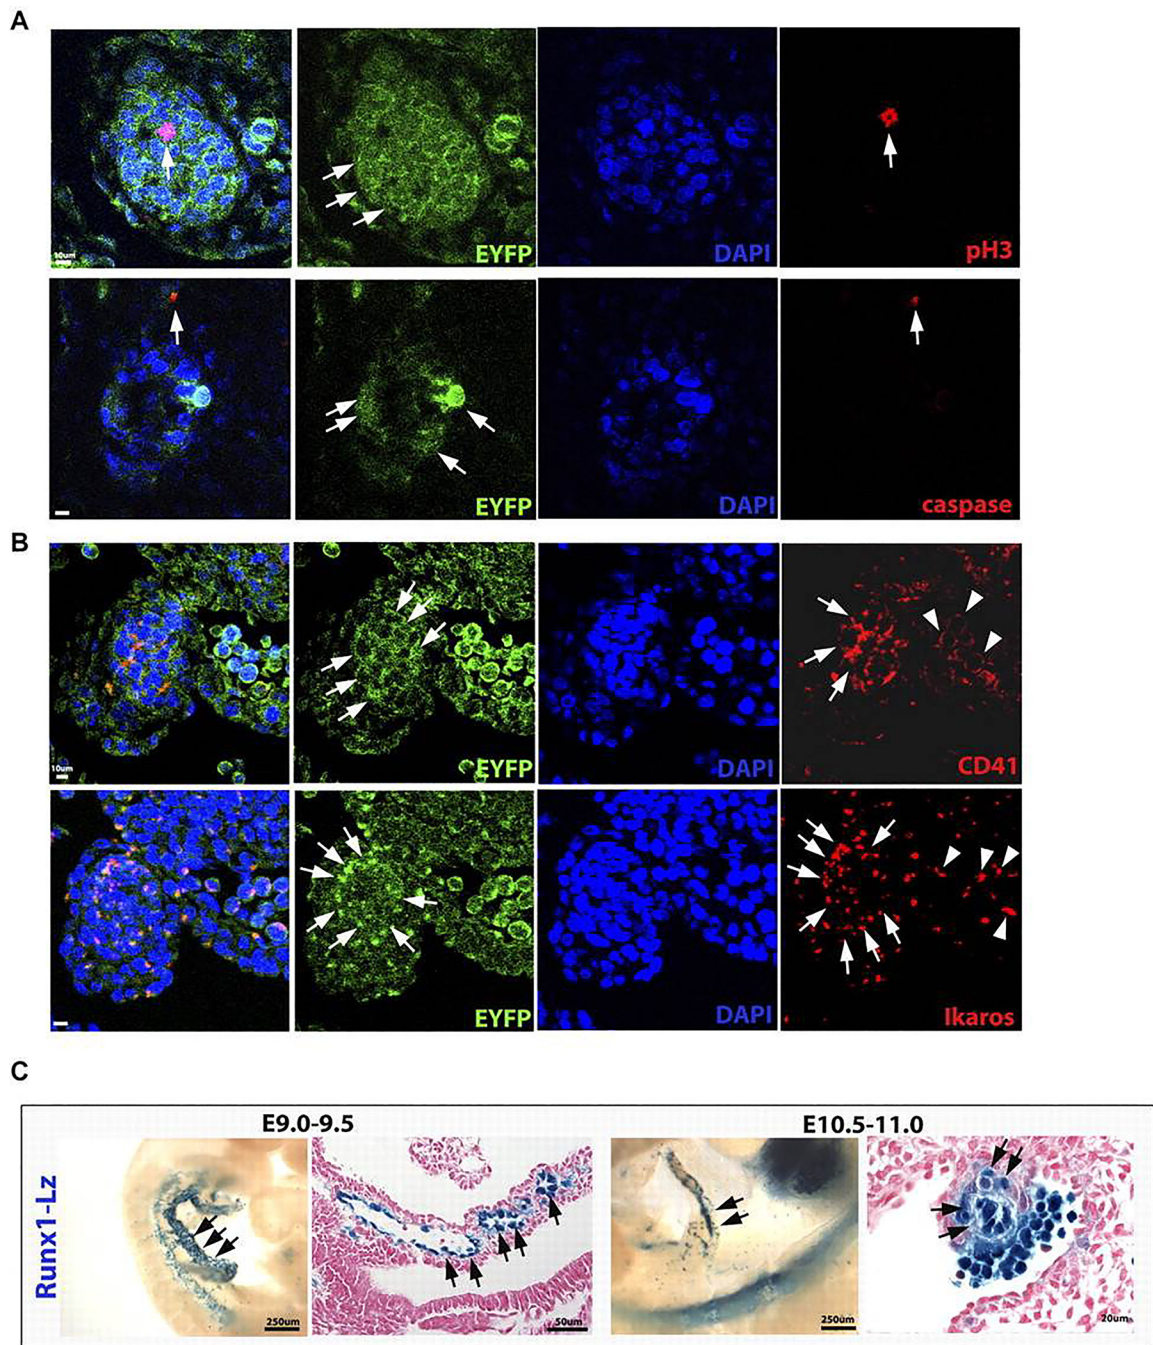 A
10um
EYFP
DAPI
pH3
EYFP
DAPI
caspase
B
10um
EYFP
DAPI
CD41
EYFP
DAPI
Ikaros
C
E9.0-9.5
E10.5-11.0
Runx1-Lz
250um
50um
250um
20um